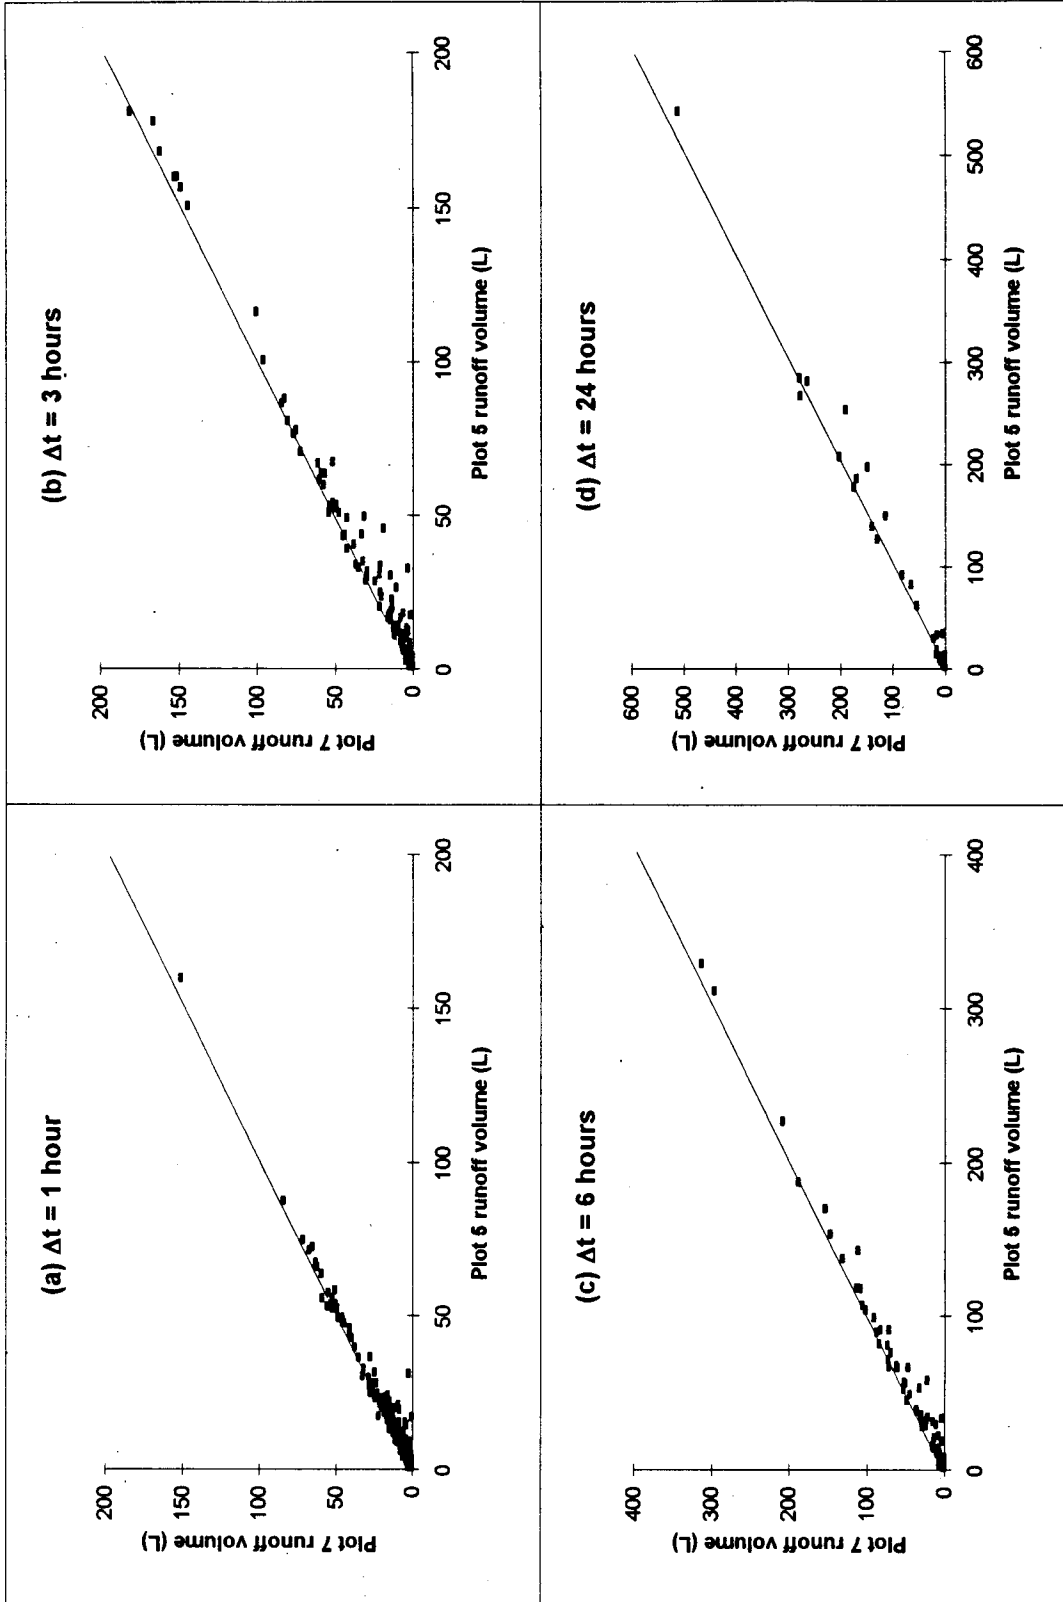 (a) Δt = 1 hour
Plot 7 runoff volume (L)
200
150
100
50
0
0 50 100 150 200
Plot 5 runoff volume (L)
(b) Δt = 3 hours
Plot 7 runoff volume (L)
200
150
100
50
0
0 50 100 150 200
Plot 5 runoff volume (L)
(c) Δt = 6 hours
Plot 7 runoff volume (L)
400
300
200
100
0
0 100 200 300 400
Plot 5 runoff volume (L)
(d) Δt = 24 hours
Plot 7 runoff volume (L)
600
500
400
300
200
100
0
0 100 200 300 400 500 600
Plot 5 runoff volume (L)